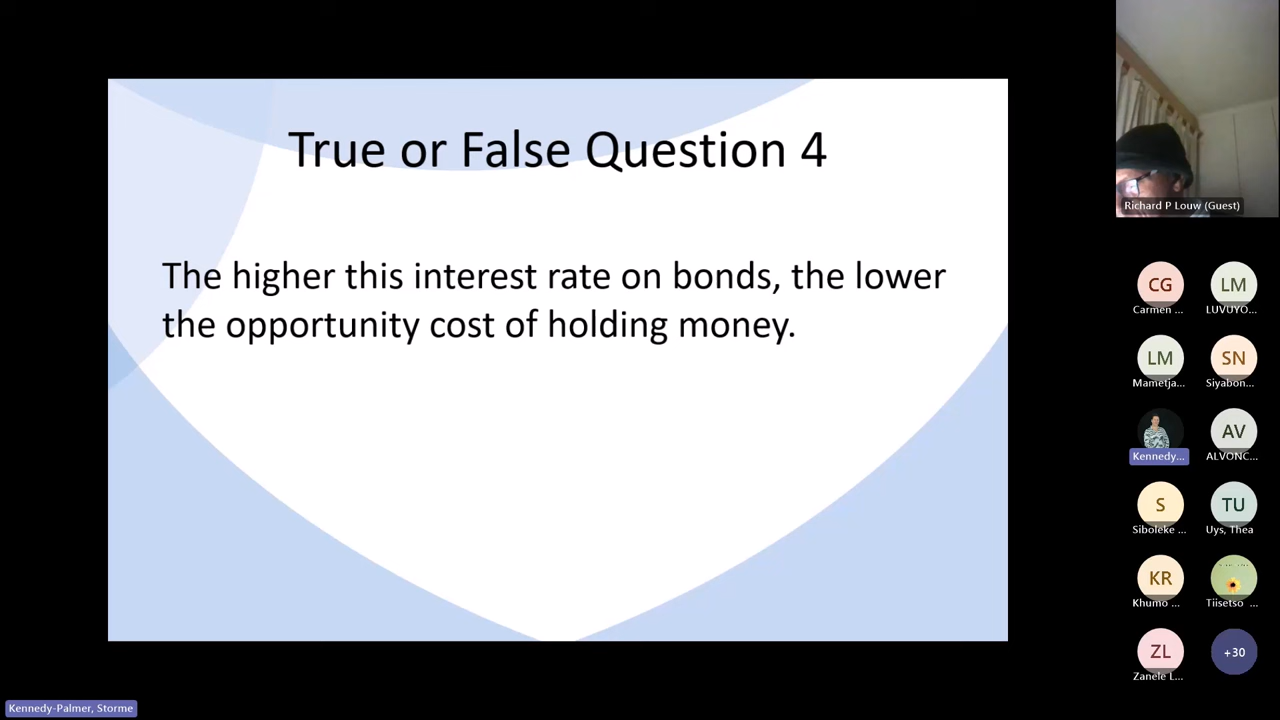 True or False Question 4
The higher this interest rate on bonds, the lower
the opportunity cost of holding money.
Richard P Louw (Guest)
CG
Carmen ...
LM
LUVUYO...
LM
Mametja...
SN
Siyabon...
Kennedy...
AV
ALVONC...
S
Siboleke ...
TU
Uys, Thea
KR
Khumo ...
Tiisetso ...
ZL
Zanele L...
+30
Kennedy-Palmer, Storme